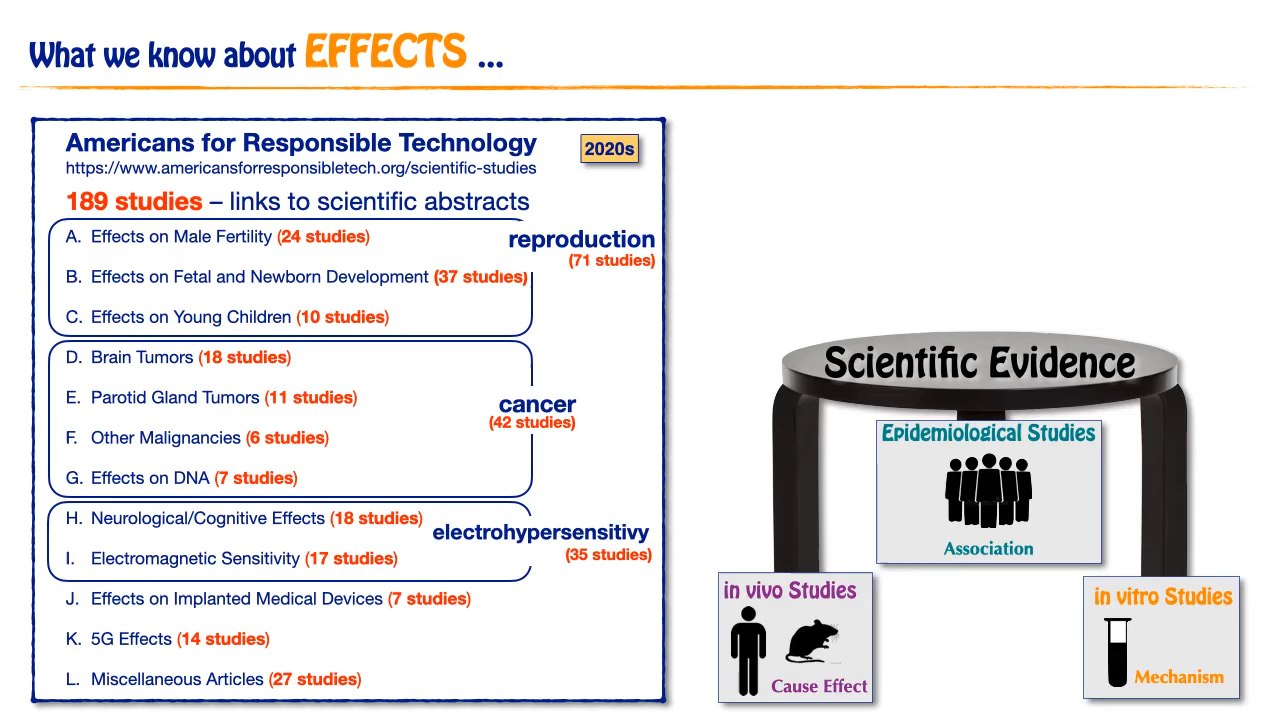 What we know about EFFECTS ...
Americans for Responsible Technology
2020s
https://www.americansforresponsibletech.org/scientific-studies
189 studies – links to scientific abstracts
A. Effects on Male Fertility (24 studies)
reproduction
(71 studies)
B. Effects on Fetal and Newborn Development (37 studies)
C. Effects on Young Children (10 studies)
D. Brain Tumors (18 studies)
E. Parotid Gland Tumors (11 studies)
cancer
(42 studies)
F. Other Malignancies (6 studies)
G. Effects on DNA (7 studies)
H. Neurological/Cognitive Effects (18 studies)
electrohypersensitivy
(35 studies)
I. Electromagnetic Sensitivity (17 studies)
J. Effects on Implanted Medical Devices (7 studies)
K. 5G Effects (14 studies)
L. Miscellaneous Articles (27 studies)
Scientific Evidence
Epidemiological Studies
Association
in vivo Studies
Cause Effect
in vitro Studies
Mechanism